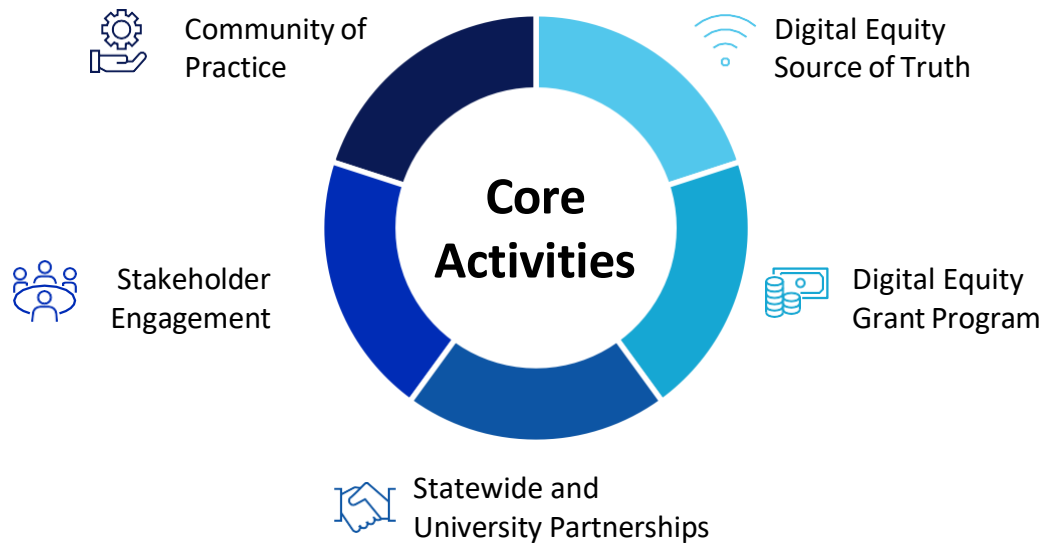 Community of
Practice
Digital Equity
Source of Truth
Core
Activities
Stakeholder
Engagement
Digital Equity
Grant Program
Statewide and
University Partnerships